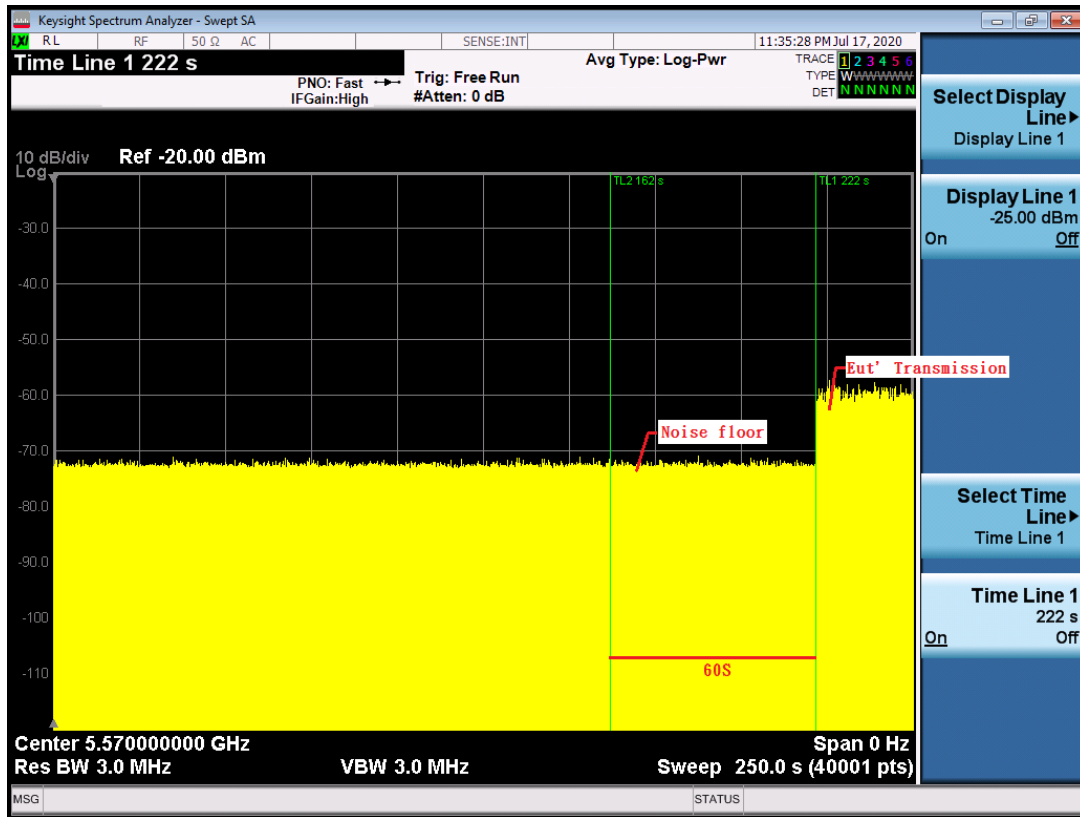 Keysight Spectrum Analyzer - Swept SA
LXI RL RF 50 Ω AC SENSE:INT 11:35:28 PM Jul 17, 2020
Time Line 1 222 s
PNO: Fast
IFGain:High
Trig: Free Run
#Atten: 0 dB
Avg Type: Log-Pwr
TRACE 1 2 3 4 5 6
TYPE W W W W W W
DET N N N N N N
10 dB/div Ref -20.00 dBm
Log
TL2 162 s
TL1 222 s
-30.0
-40.0
-50.0
-60.0
-70.0
-80.0
-90.0
-100
-110
Eut' Transmission
Noise floor
60S
Center 5.570000000 GHz Span 0 Hz
Res BW 3.0 MHz VBW 3.0 MHz Sweep 250.0 s (40001 pts)
MSG STATUS
Select Display
Line
Display Line 1
Display Line 1
-25.00 dBm
On Off
Select Time
Line
Time Line 1
Time Line 1
222 s
On Off